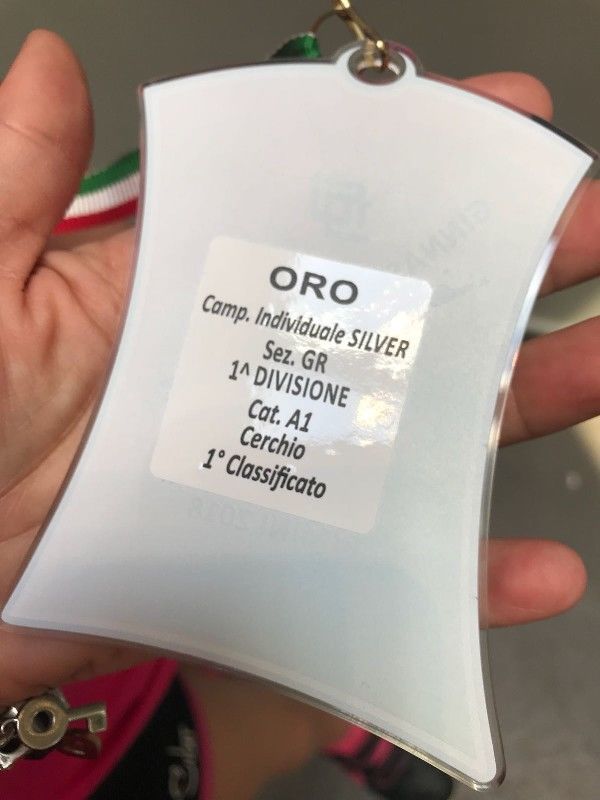 ORO
Camp. Individuale SILVER
Sez. GR
1^ DIVISIONE
Cat. A1
Cerchio
1° Classificato